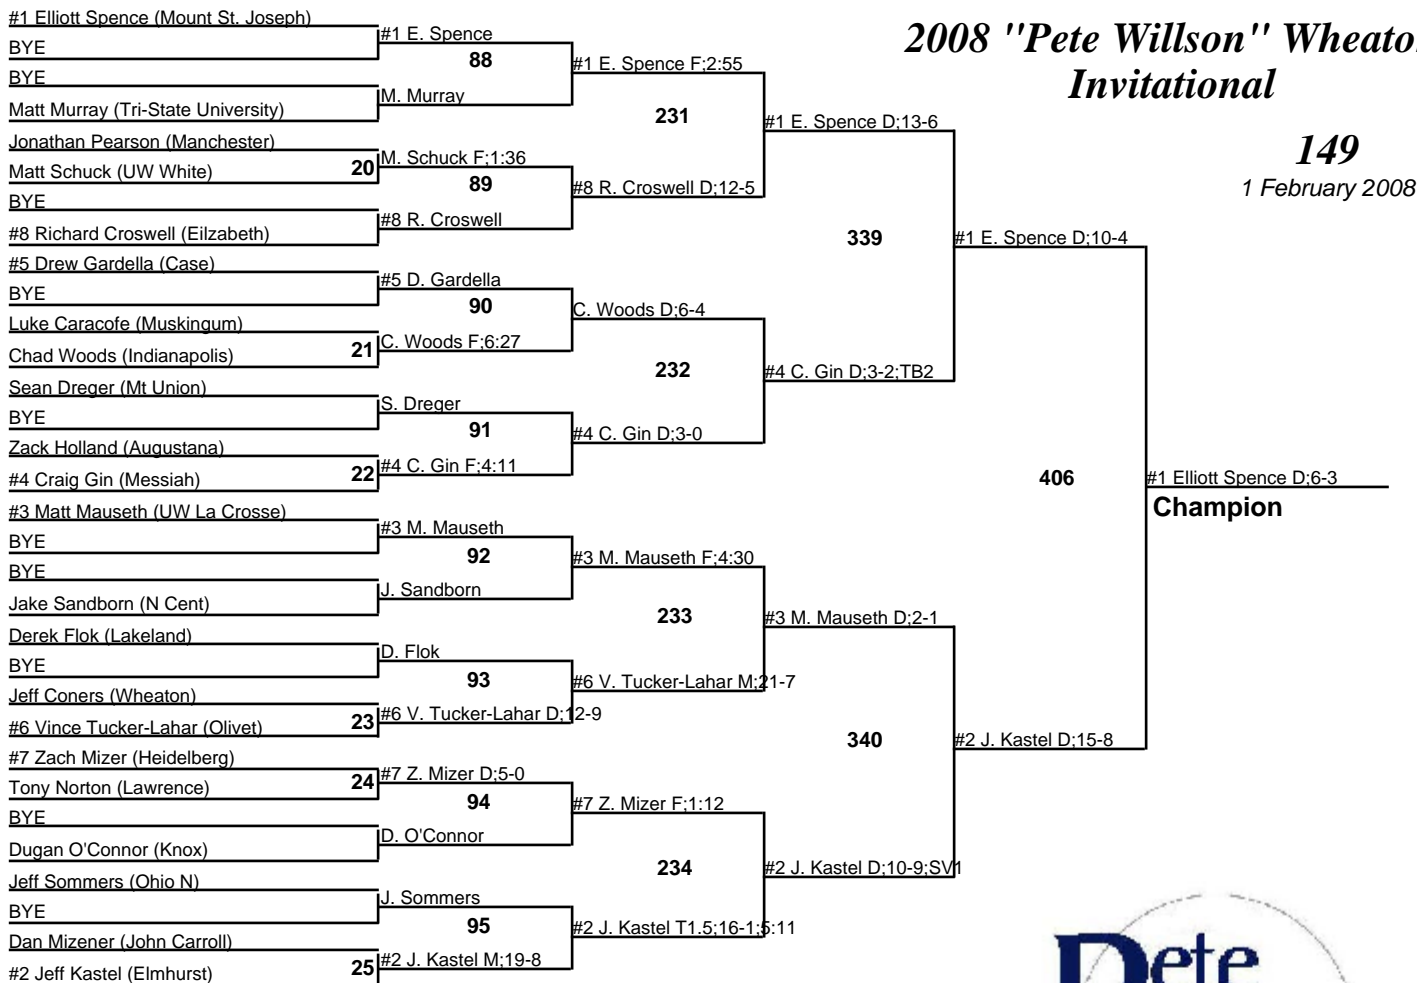 2008 "Pete Willson" Wheaton
Invitational
149
1 February 2008
#1 Elliott Spence (Mount St. Joseph)
BYE
BYE
Matt Murray (Tri-State University)
Jonathan Pearson (Manchester)
Matt Schuck (UW White)
BYE
#8 Richard Croswell (Eilzabeth)
#5 Drew Gardella (Case)
BYE
Luke Caracofe (Muskingum)
Chad Woods (Indianapolis)
Sean Dreger (Mt Union)
BYE
Zack Holland (Augustana)
#4 Craig Gin (Messiah)
#3 Matt Mauseth (UW La Crosse)
BYE
BYE
Jake Sandborn (N Cent)
Derek Flok (Lakeland)
BYE
Jeff Coners (Wheaton)
#6 Vince Tucker-Lahar (Olivet)
#7 Zach Mizer (Heidelberg)
Tony Norton (Lawrence)
BYE
Dugan O'Connor (Knox)
Jeff Sommers (Ohio N)
BYE
Dan Mizener (John Carroll)
#2 Jeff Kastel (Elmhurst)
20
21
22
23
24
25
#1 E. Spence
88
M. Murray
M. Schuck F;1:36
89
#8 R. Croswell
#5 D. Gardella
90
C. Woods F;6:27
S. Dreger
91
#4 C. Gin F;4:11
#3 M. Mauseth
92
J. Sandborn
D. Flok
93
#6 V. Tucker-Lahar D;12-9
#7 Z. Mizer D;5-0
94
D. O'Connor
J. Sommers
95
#2 J. Kastel M;19-8
#1 E. Spence F;2:55
231
#8 R. Croswell D;12-5
C. Woods D;6-4
232
#4 C. Gin D;3-0
#3 M. Mauseth F;4:30
233
#6 V. Tucker-Lahar M;21-7
#7 Z. Mizer F;1:12
234
#2 J. Kastel T1.5;16-1;5:11
#1 E. Spence D;13-6
339
#4 C. Gin D;3-2;TB2
#3 M. Mauseth D;2-1
340
#2 J. Kastel D;10-9;SV1
#1 E. Spence D;10-4
406
#2 J. Kastel D;15-8
#1 Elliott Spence D;6-3
Champion
Pete